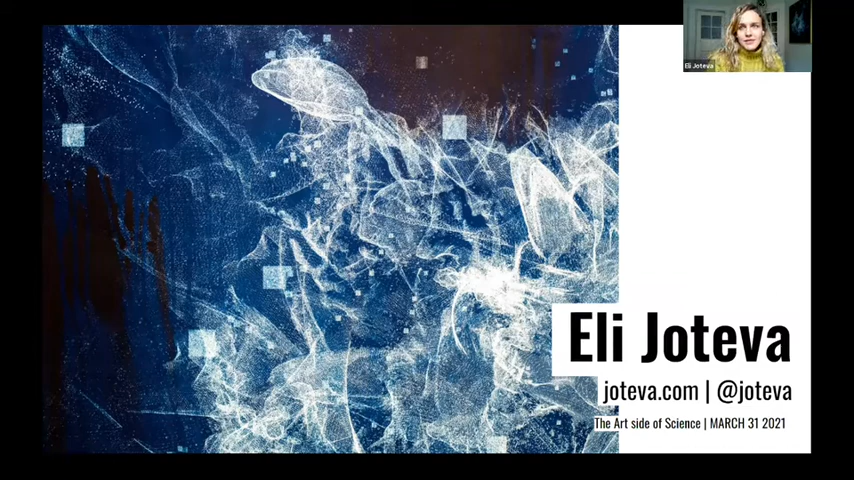 Eli Joteva
Eli Joteva
joteva.com | @joteva
The Art side of Science | MARCH 31 2021